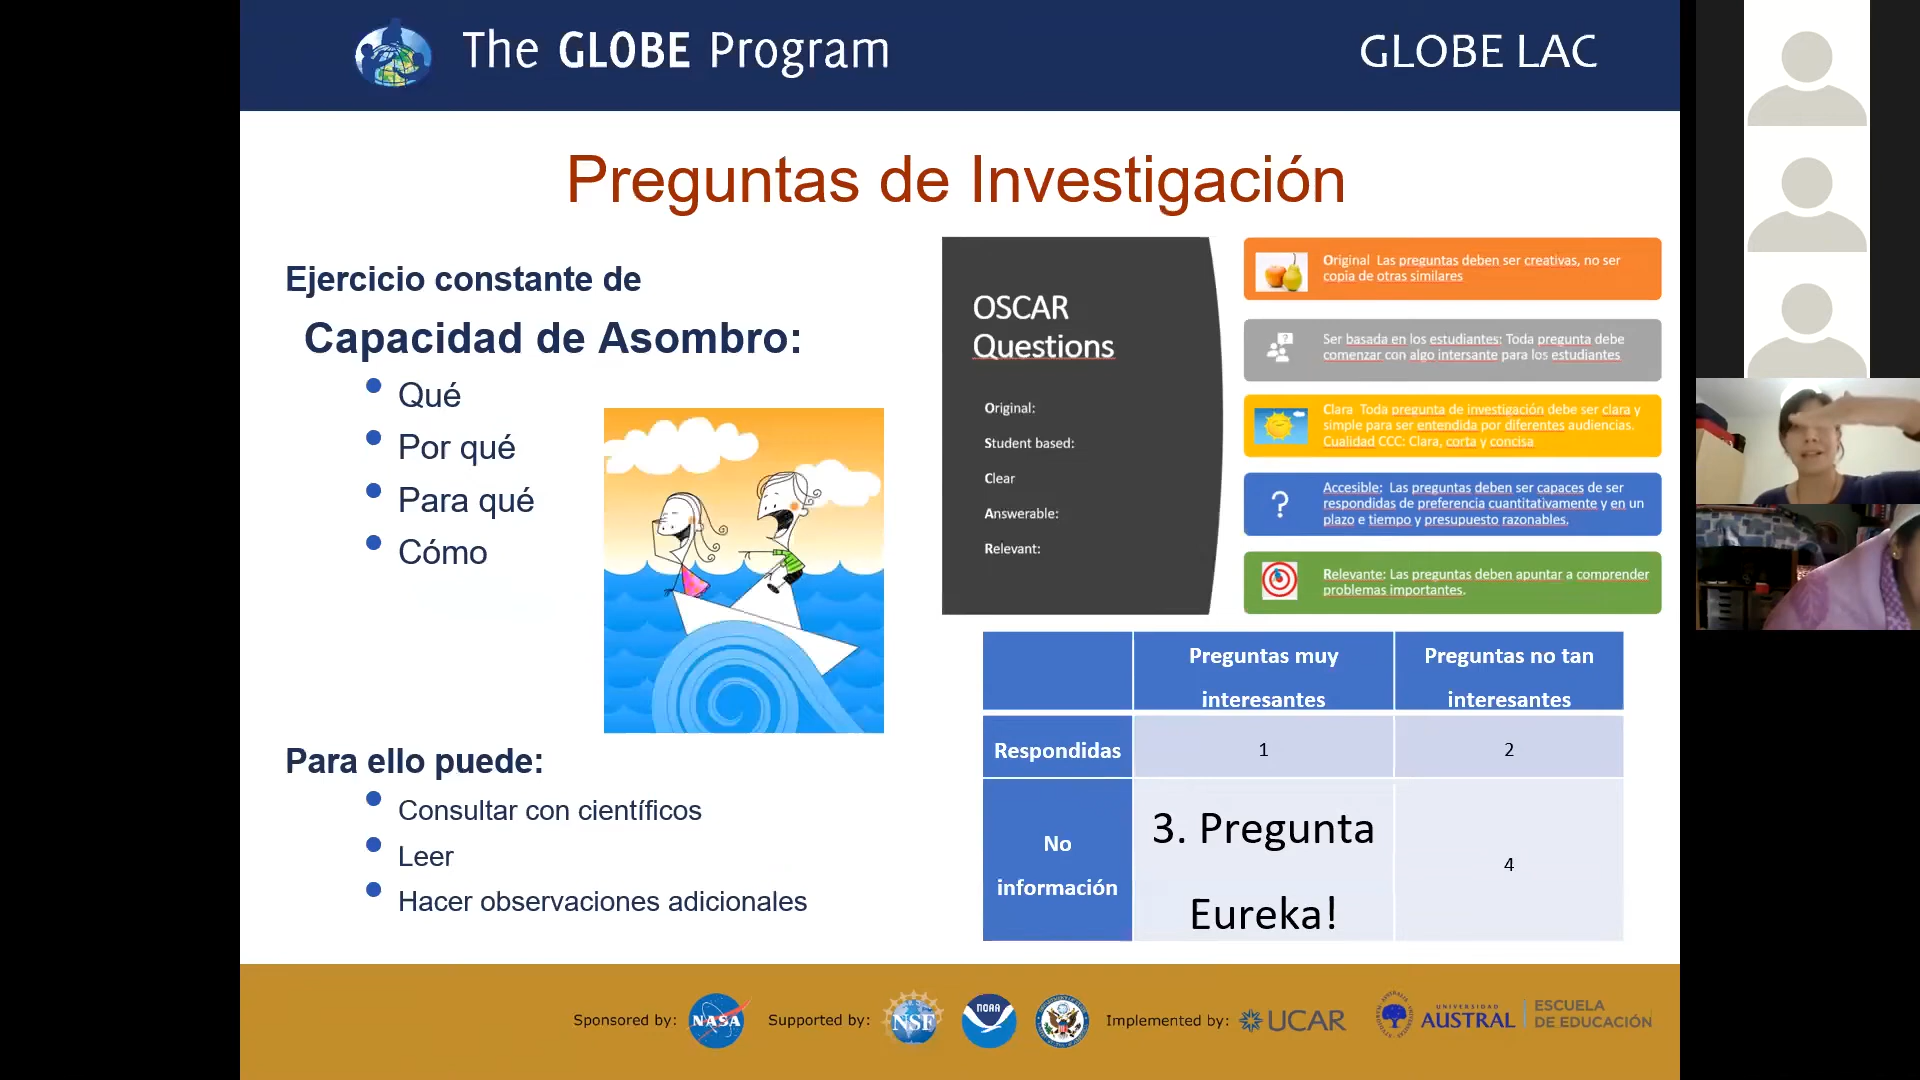 The GLOBE Program
GLOBE LAC
Preguntas de Investigación
Ejercicio constante de
Capacidad de Asombro:
Qué
Por qué
Para qué
Cómo
Para ello puede:
Consultar con científicos
Leer
Hacer observaciones adicionales
OSCAR
Questions
Original:
Student based:
Clear
Answerable:
Relevant:
Original Las preguntas deben ser creativas, no ser
copia de otras similares
Ser basada en los estudiantes: Toda pregunta debe
comenzar con algo intersante para los estudiantes
Clara Toda pregunta de investigación debe ser clara y
simple para ser entendida por diferentes audiencias.
Cualidad CCC: Clara, corta y concisa
?
Accesible: Las preguntas deben ser capaces de ser
respondidas de preferencia cuantitativamente y en un
plazo e tiempo y presupuesto razonables.
Relevante: Las preguntas deben apuntar a comprender
problemas importantes.
Preguntas muy
interesantes
Preguntas no tan
interesantes
Respondidas
1
2
No
información
3. Pregunta
Eureka!
4
Sponsored by:
NASA
Supported by:
NSF
NOAA
Implemented by:
UCAR
UNIVERSIDAD
AUSTRAL
ESCUELA
DE EDUCACIÓN